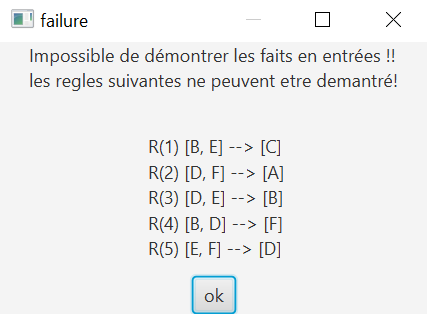 failure
Impossible de démontrer les faits en entrées !!
les regles suivantes ne peuvent etre demantré!
R(1) [B, E] --> [C]
R(2) [D, F] --> [A]
R(3) [D, E] --> [B]
R(4) [B, D] --> [F]
R(5) [E, F] --> [D]
ok